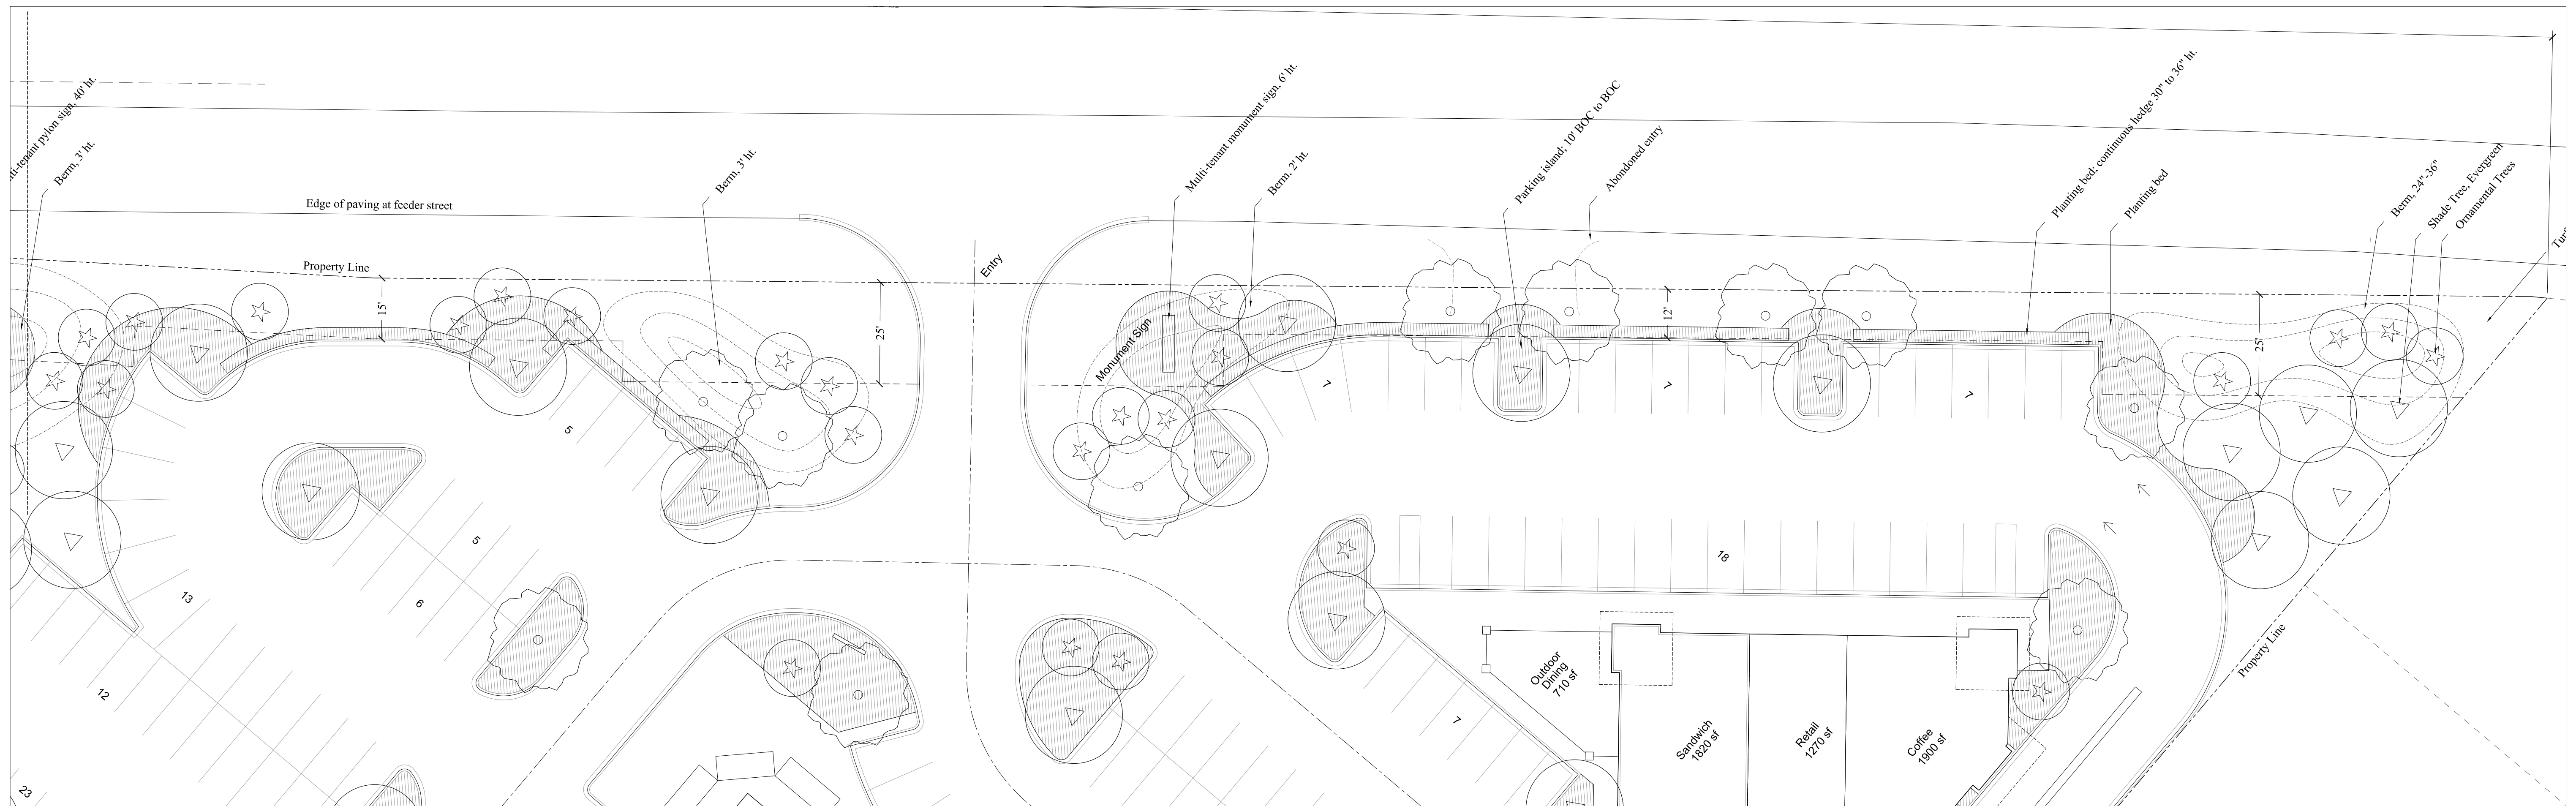 lti-tenant pylon sign, 40' ht.
Berm, 3' ht.
Edge of paving at feeder street
Property Line
15'
Berm, 3' ht.
25'
Entry
Monument Sign
Multi-tenant monument sign, 6' ht.
Berm, 2' ht.
Parking island; 10' BOC to BOC
Abondoned entry
12'
Planting bed; continuous hedge 30" to 36" ht.
Planting bed
Berm, 24"-36"
Shade Tree, Evergreen
Ornamental Trees
25'
5
5
6
13
12
23
7
7
7
18
7
Outdoor
Dining
710 sf
Sandwich
1820 sf
Retail
1270 sf
Coffee
1900 sf
Property Line